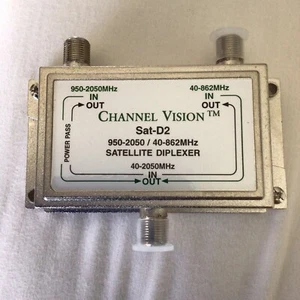 950-2050MHz
40-862MHz
IN
OUT
IN
OUT
CHANNEL VISION™
Sat-D2
950-2050 / 40-862MHz
SATELLITE DIPLEXER
POWER PASS
40-2050MHz
IN
OUT